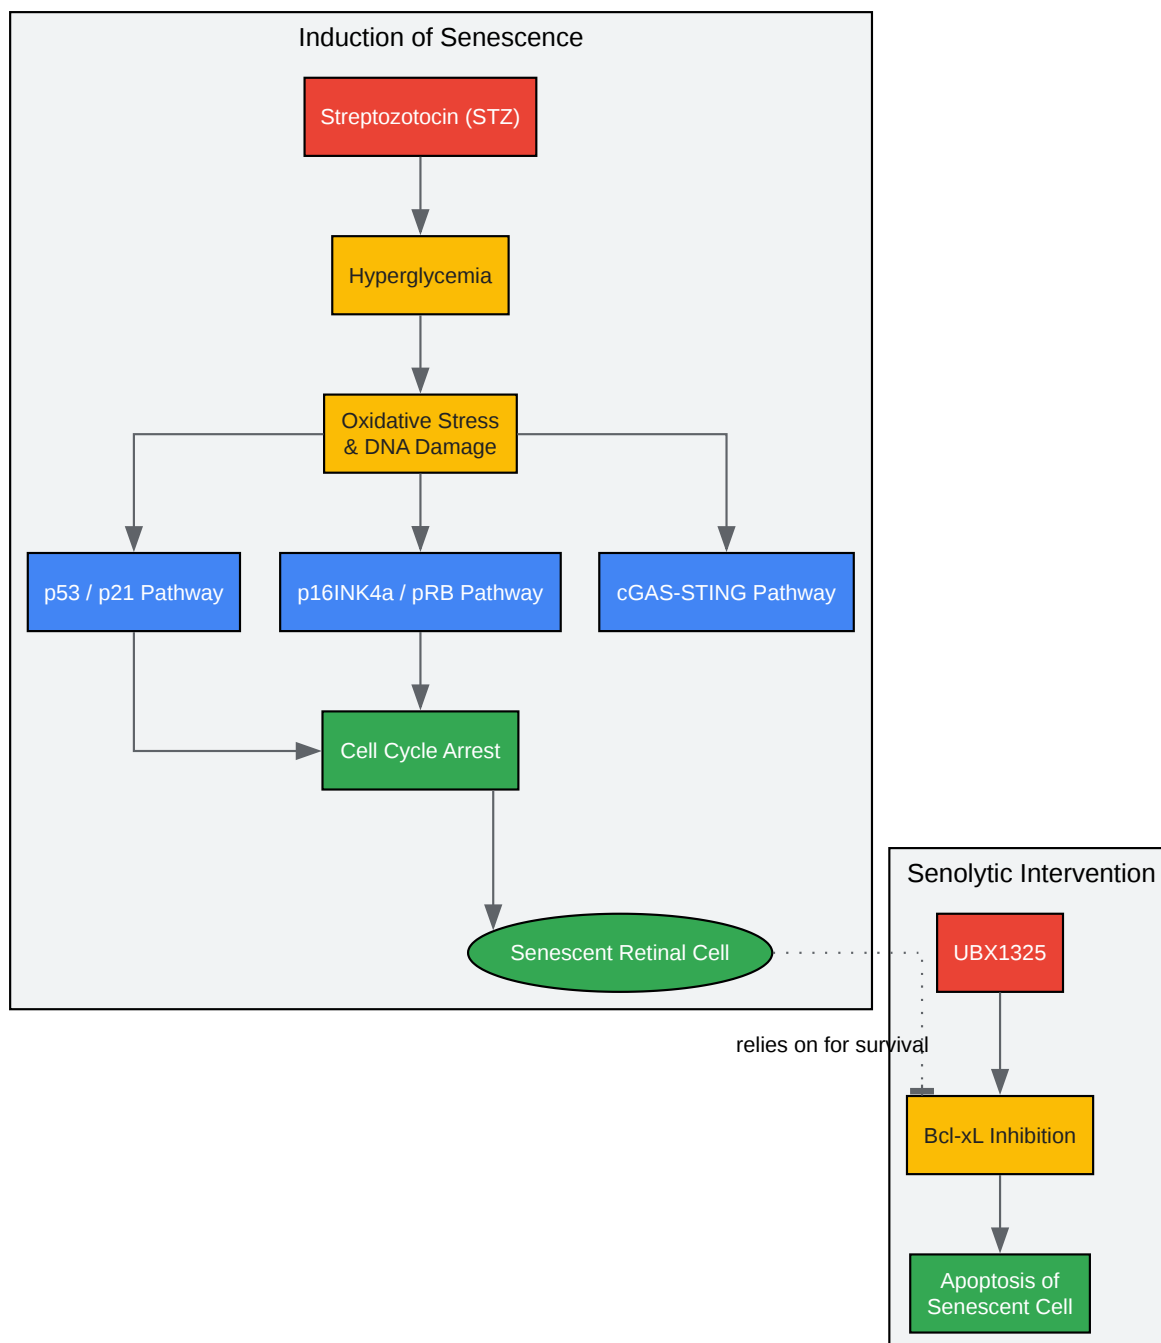 Induction of Senescence
Streptozotocin (STZ)
Hyperglycemia
Oxidative Stress
& DNA Damage
p53 / p21 Pathway
p16INK4a / pRB Pathway
cGAS-STING Pathway
Cell Cycle Arrest
Senescent Retinal Cell
relies on for survival
Senolytic Intervention
UBX1325
Bcl-xL Inhibition
Apoptosis of
Senescent Cell